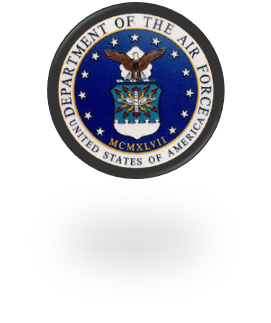 DEPARTMENT OF THE AIR FORCE
MCMXLVII
UNITED STATES OF AMERICA